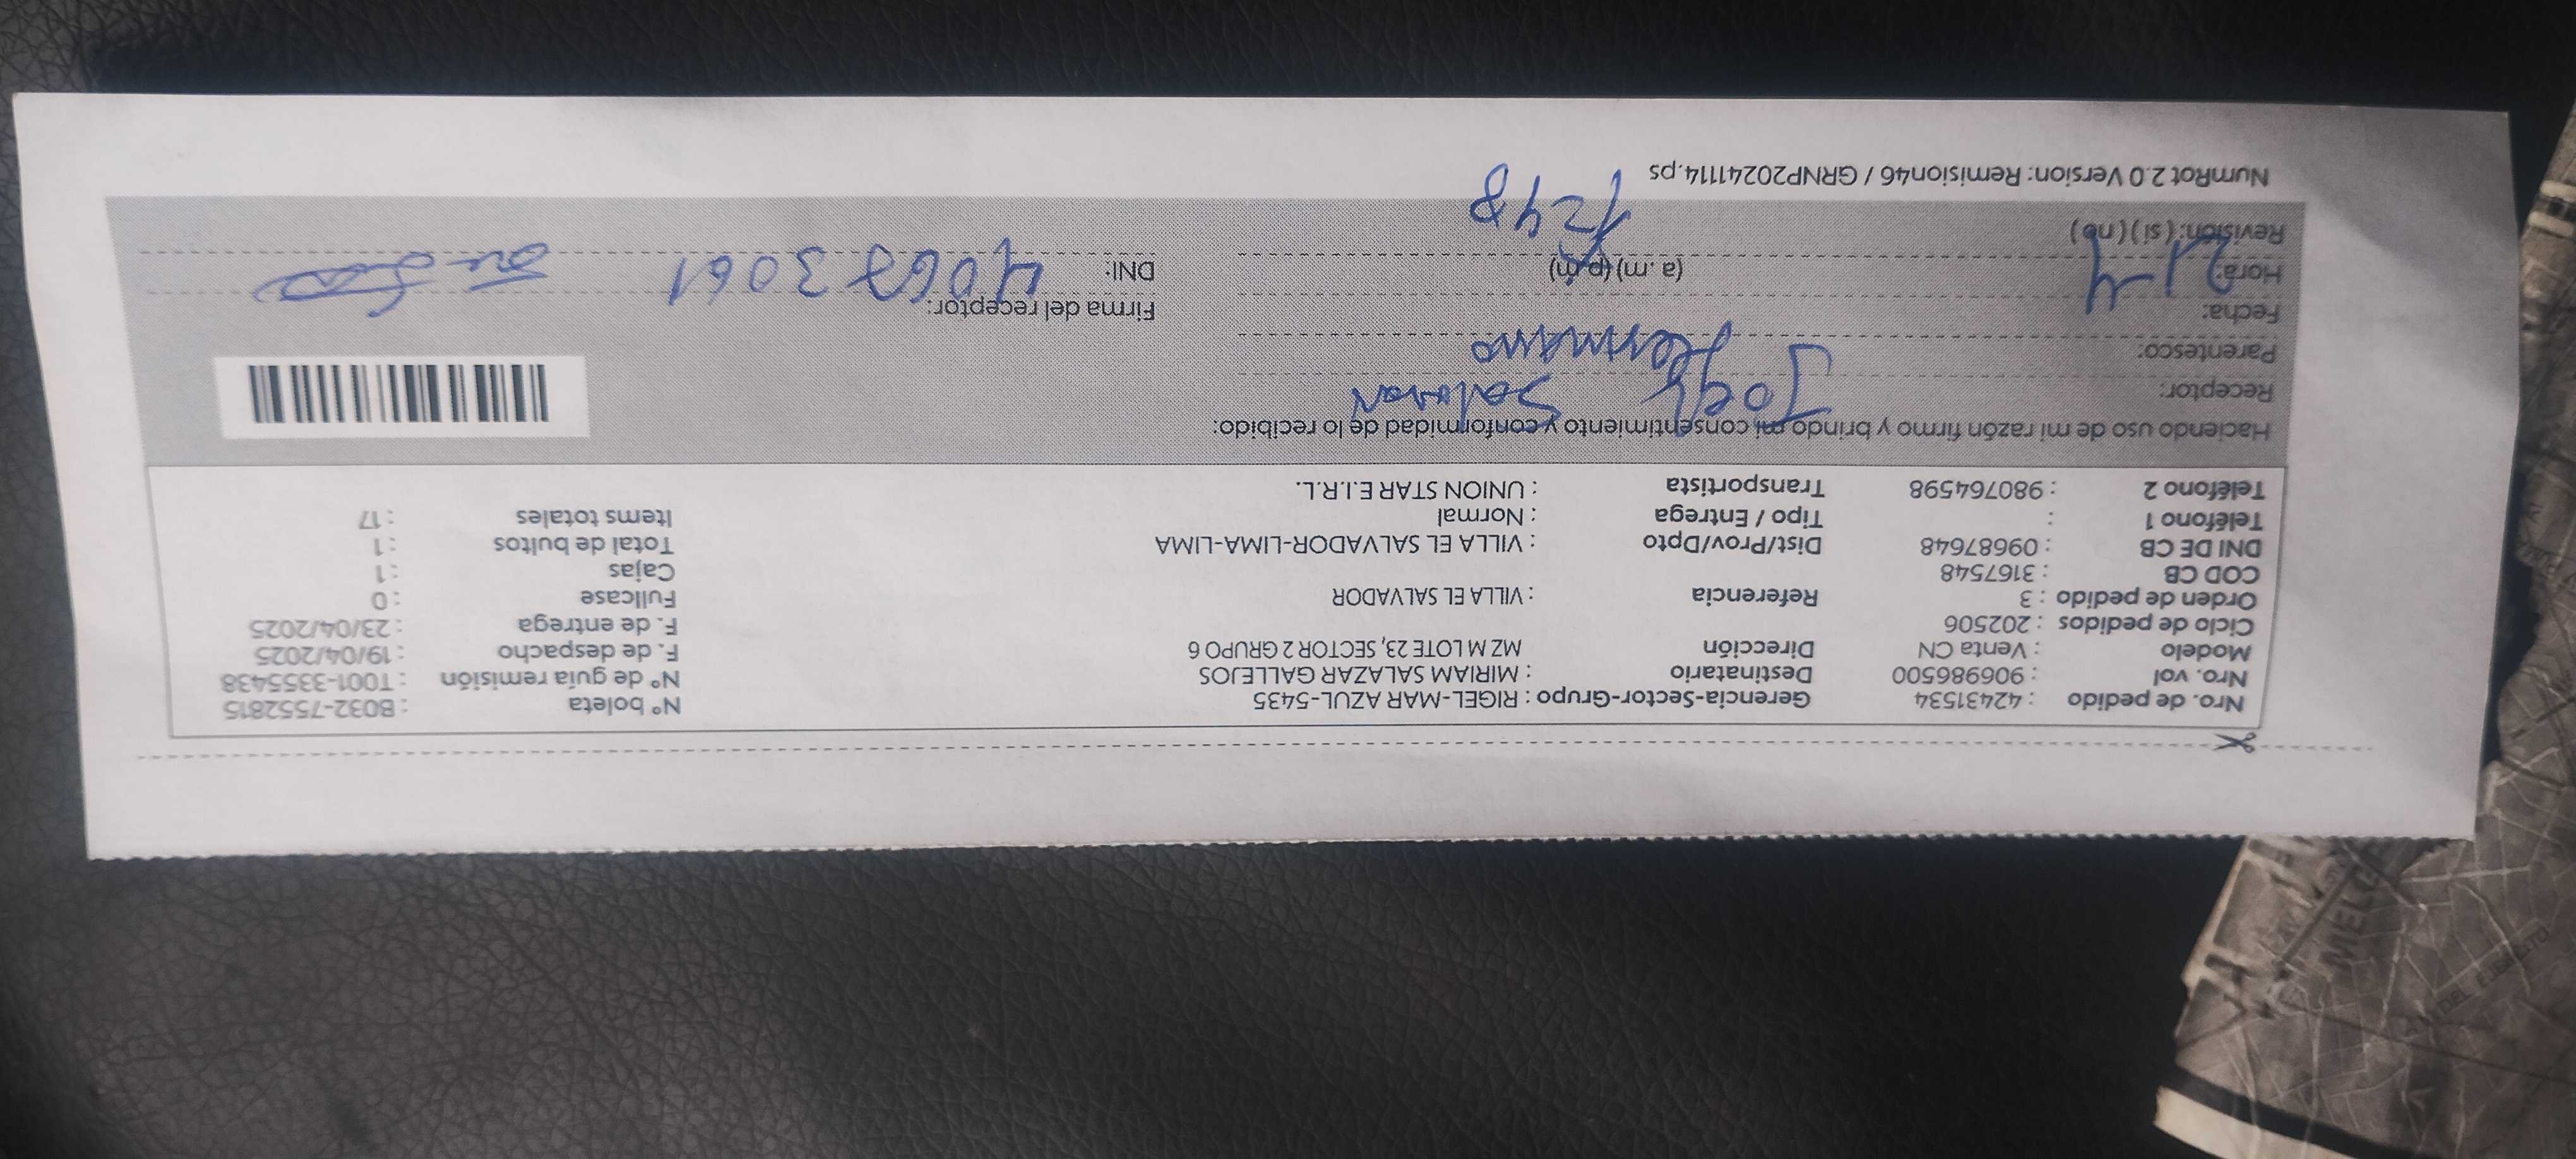 Nro. de pedido : 42431534 Gerencia-Sector-Grupo : RIGEL-MAR AZUL-5435 N° boleta : B032-7552815
Nro. vol : 906986500 Destinatario : MIRIAM SALAZAR GALLEJOS N° de guía remisión : T001-3355438
Modelo : Venta CN Dirección MZ M LOTE 23, SECTOR 2 GRUPO 6 F. de despacho : 19/04/2025
Ciclo de pedidos : 202506 F. de entrega : 23/04/2025
Orden de pedido : 3 Referencia : VILLA EL SALVADOR Fullcase : 0
COD CB : 3167548 Cajas : 1
DNI DE CB : 09687648 Dist/Prov/Dpto : VILLA EL SALVADOR-LIMA-LIMA Total de bultos : 1
Teléfono 1 : Tipo / Entrega : Normal Items totales : 17
Teléfono 2 : 980764598 Transportista : UNION STAR E.I.R.L.
Haciendo uso de mi razón firmo y brindo mi consentimiento y conformidad de lo recibido:
Receptor:
Parentesco: Hermano
Fecha: Firma del receptor:
Hora: 21-4 (a. m) (p.m) DNI: 40673061
Revisión: (si) (no) 1:48
NumRot 2.0 Version: Remision46 / GRNP20241114.ps